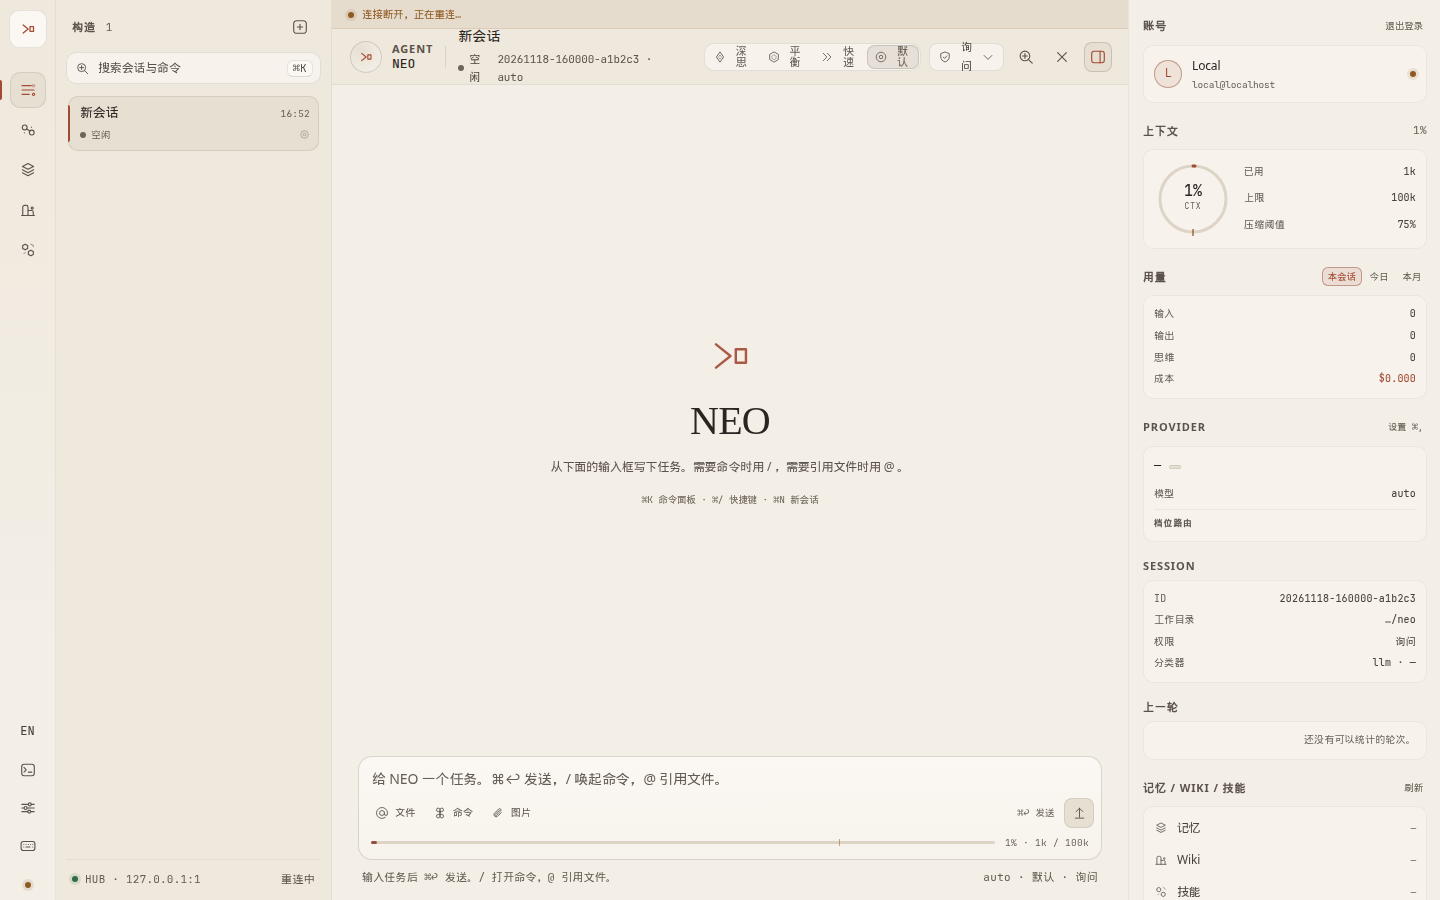 构造 1
搜索会话与命令 ⌘K
新会话 16:52
空闲
EN
HUB · 127.0.0.1:1 重连中
连接断开，正在重连…
AGENT
NEO
新会话
空闲 20261118-160000-a1b2c3 · auto
深思 平衡 快速 默认 询问
NEO
从下面的输入框写下任务。需要命令时用 /，需要引用文件时用 @。
⌘K 命令面板 · ⌘/ 快捷键 · ⌘N 新会话
给 NEO 一个任务。⌘↩ 发送，/ 唤起命令，@ 引用文件。
文件 命令 图片 ⌘↩ 发送
1% · 1k / 100k
输入任务后 ⌘↩ 发送。/ 打开命令，@ 引用文件。 auto · 默认 · 询问
账号 退出登录
L Local
local@localhost
上下文 1%
1%
CTX
已用 1k
上限 100k
压缩阈值 75%
用量 本会话 今日 本月
输入 0
输出 0
思维 0
成本 $0.000
PROVIDER 设置 ⌘,
—
模型 auto
档位路由
SESSION
ID 20261118-160000-a1b2c3
工作目录 …/neo
权限 询问
分类器 llm · —
上一轮
还没有可以统计的轮次。
记忆 / WIKI / 技能 刷新
记忆 —
Wiki —
技能 —